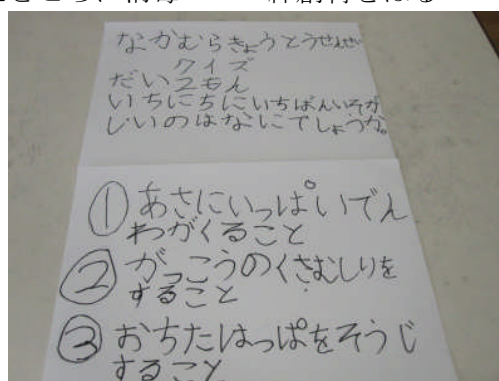 なかむらきょうとうせんせい
クイズ
だい2もん
いちにちにいちばんいそが
しいのはなにでしょうか。
①あさにいっぱいでん
わがくること
②がっこうのくさむしりを
すること
③おちたはっぱをそうじ
すること